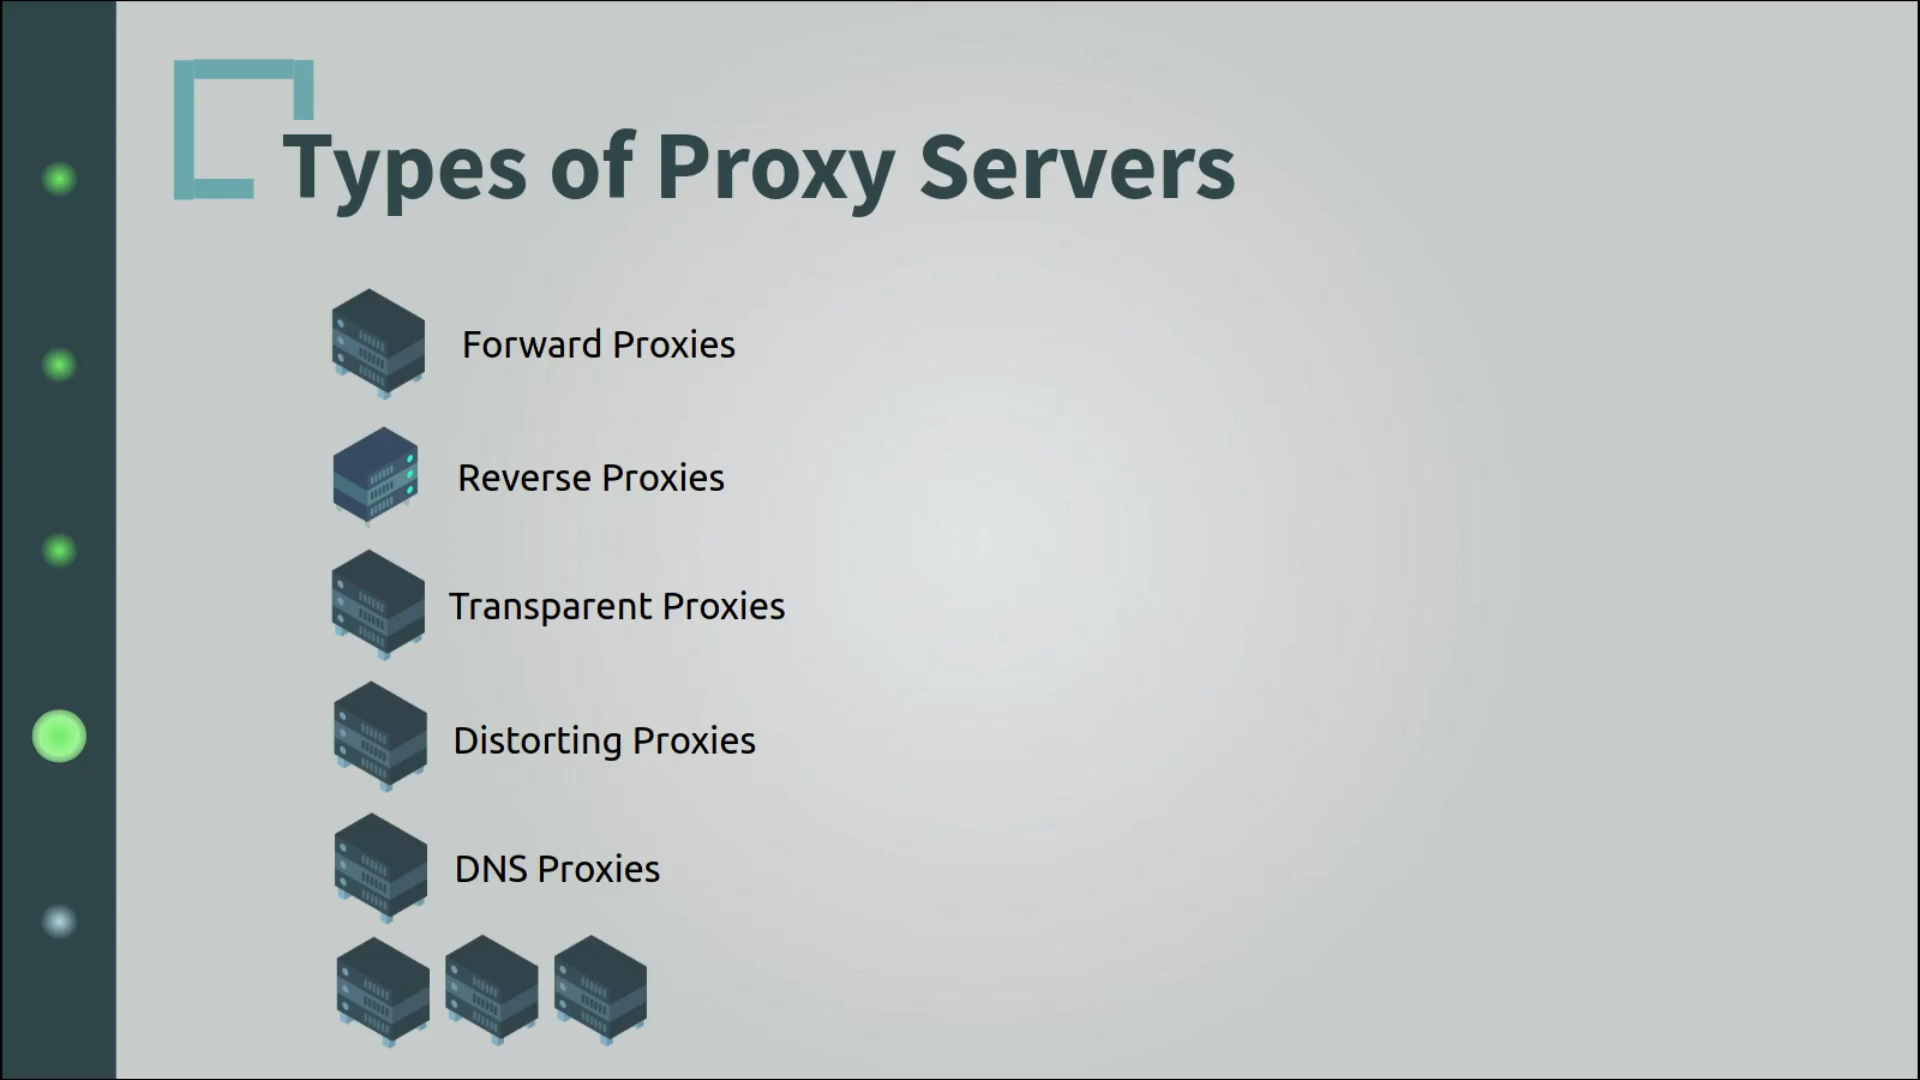 Types of Proxy Servers
Forward Proxies
Reverse Proxies
Transparent Proxies
Distorting Proxies
DNS Proxies